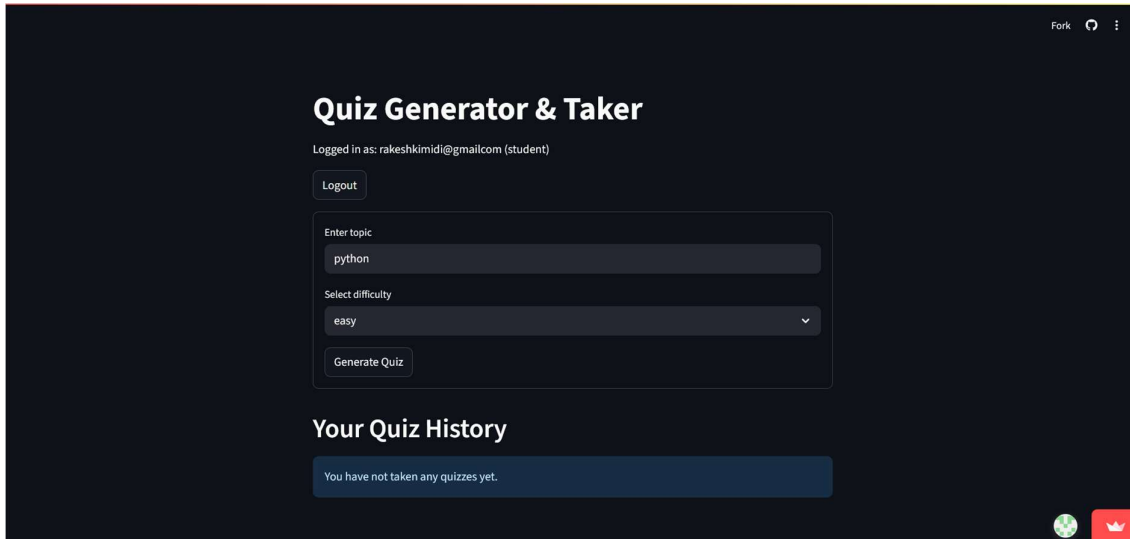 Fork
Quiz Generator & Taker
Logged in as: rakeshkimidi@gmailcom (student)
Logout
Enter topic
python
Select difficulty
easy
Generate Quiz
Your Quiz History
You have not taken any quizzes yet.